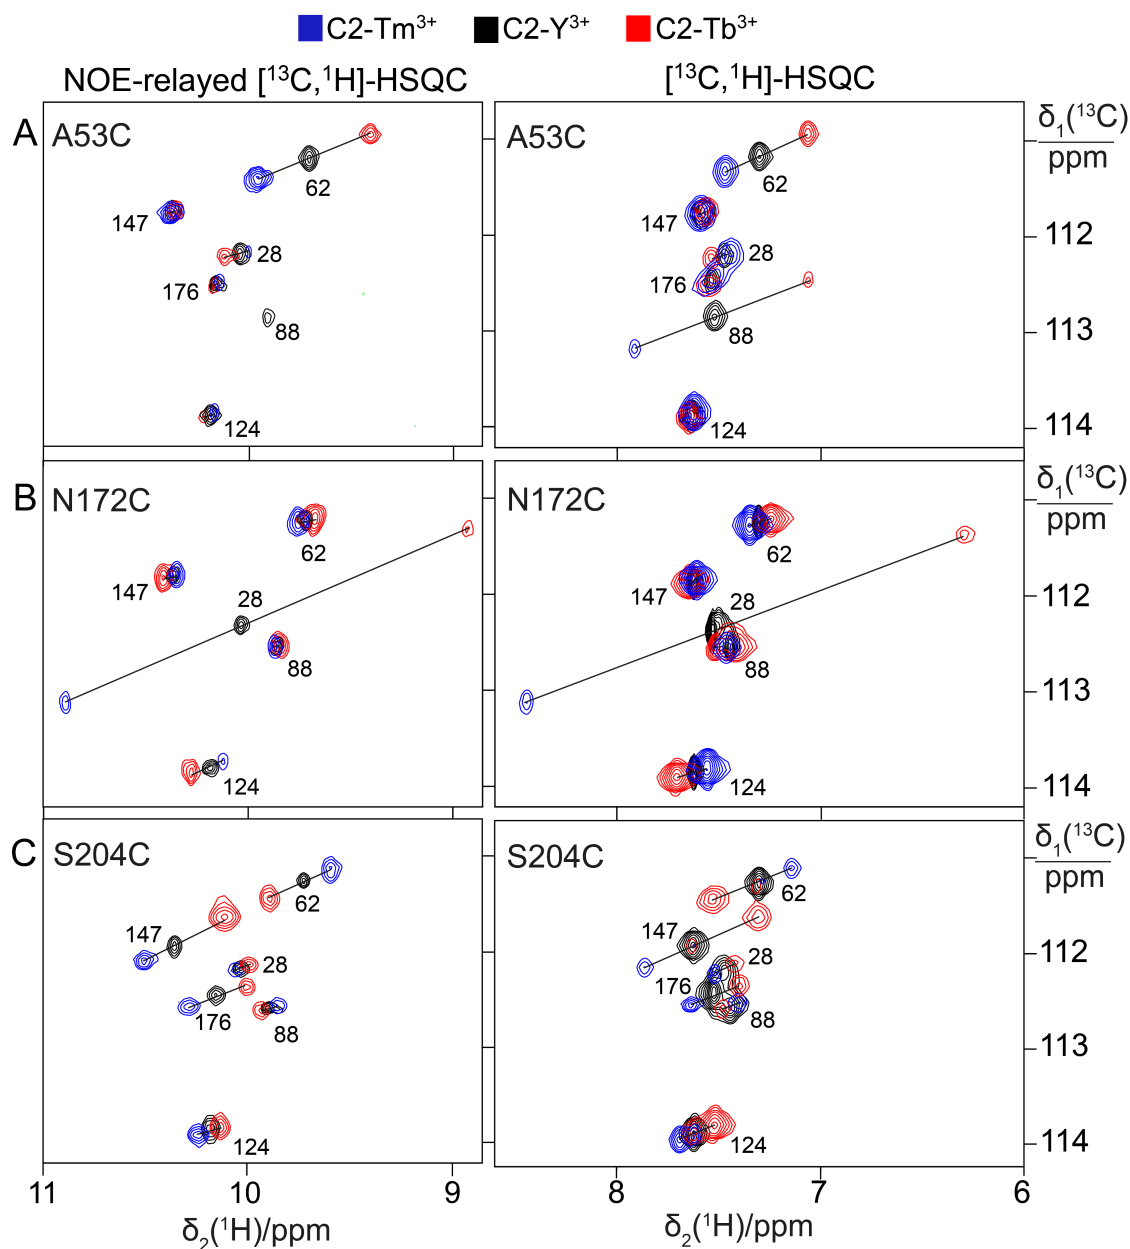 C2-Tm³⁺ C2-Y³⁺ C2-Tb³⁺
NOE-relayed [¹³C,¹H]-HSQC [¹³C,¹H]-HSQC
A A53C
62
147
28
176
88
124
A53C
62
147
28
176
88
124
δ₁(¹³C)
ppm
112
113
114
B N172C
62
147
28
88
124
N172C
62
147
28
88
124
δ₁(¹³C)
ppm
112
113
114
C S204C
62
147
28
176
88
124
S204C
62
147
28
176
88
124
δ₁(¹³C)
ppm
112
113
114
11 10 9 8 7 6
δ₂(¹H)/ppm δ₂(¹H)/ppm